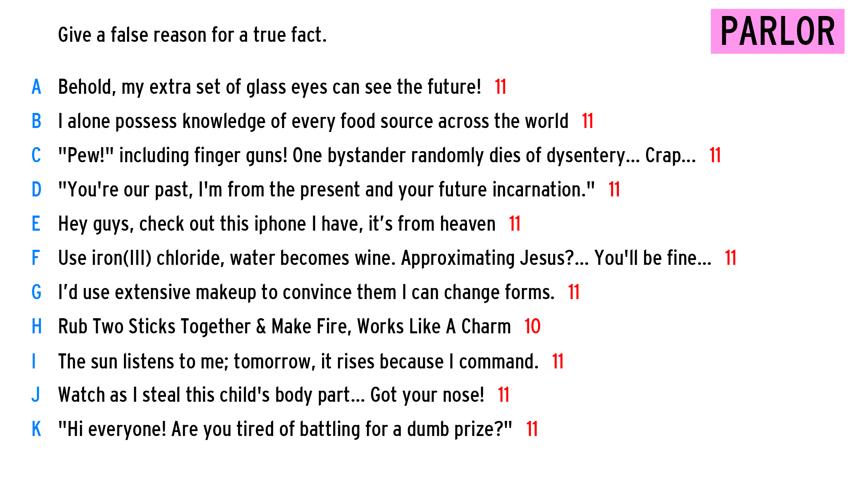 Give a false reason for a true fact.
PARLOR
A Behold, my extra set of glass eyes can see the future! 11
B I alone possess knowledge of every food source across the world 11
C "Pew!" including finger guns! One bystander randomly dies of dysentery... Crap... 11
D "You're our past, I'm from the present and your future incarnation." 11
E Hey guys, check out this iphone I have, it’s from heaven 11
F Use iron(III) chloride, water becomes wine. Approximating Jesus?... You'll be fine... 11
G I’d use extensive makeup to convince them I can change forms. 11
H Rub Two Sticks Together & Make Fire, Works Like A Charm 10
I The sun listens to me; tomorrow, it rises because I command. 11
J Watch as I steal this child's body part... Got your nose! 11
K "Hi everyone! Are you tired of battling for a dumb prize?" 11